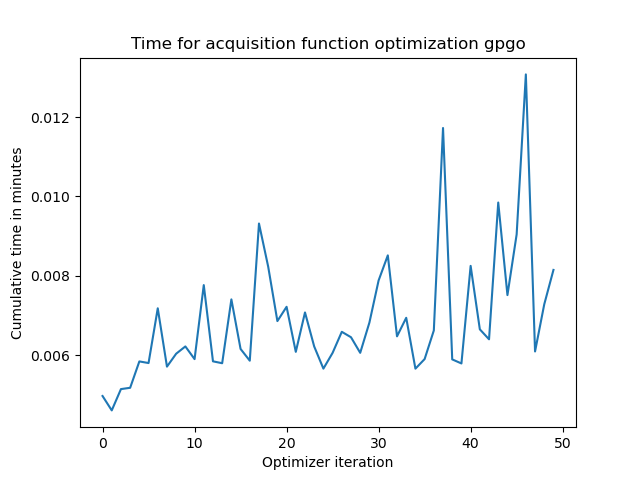 Time for acquisition function optimization gpgo
Cumulative time in minutes
0.012
0.010
0.008
0.006
0 10 20 30 40 50
Optimizer iteration